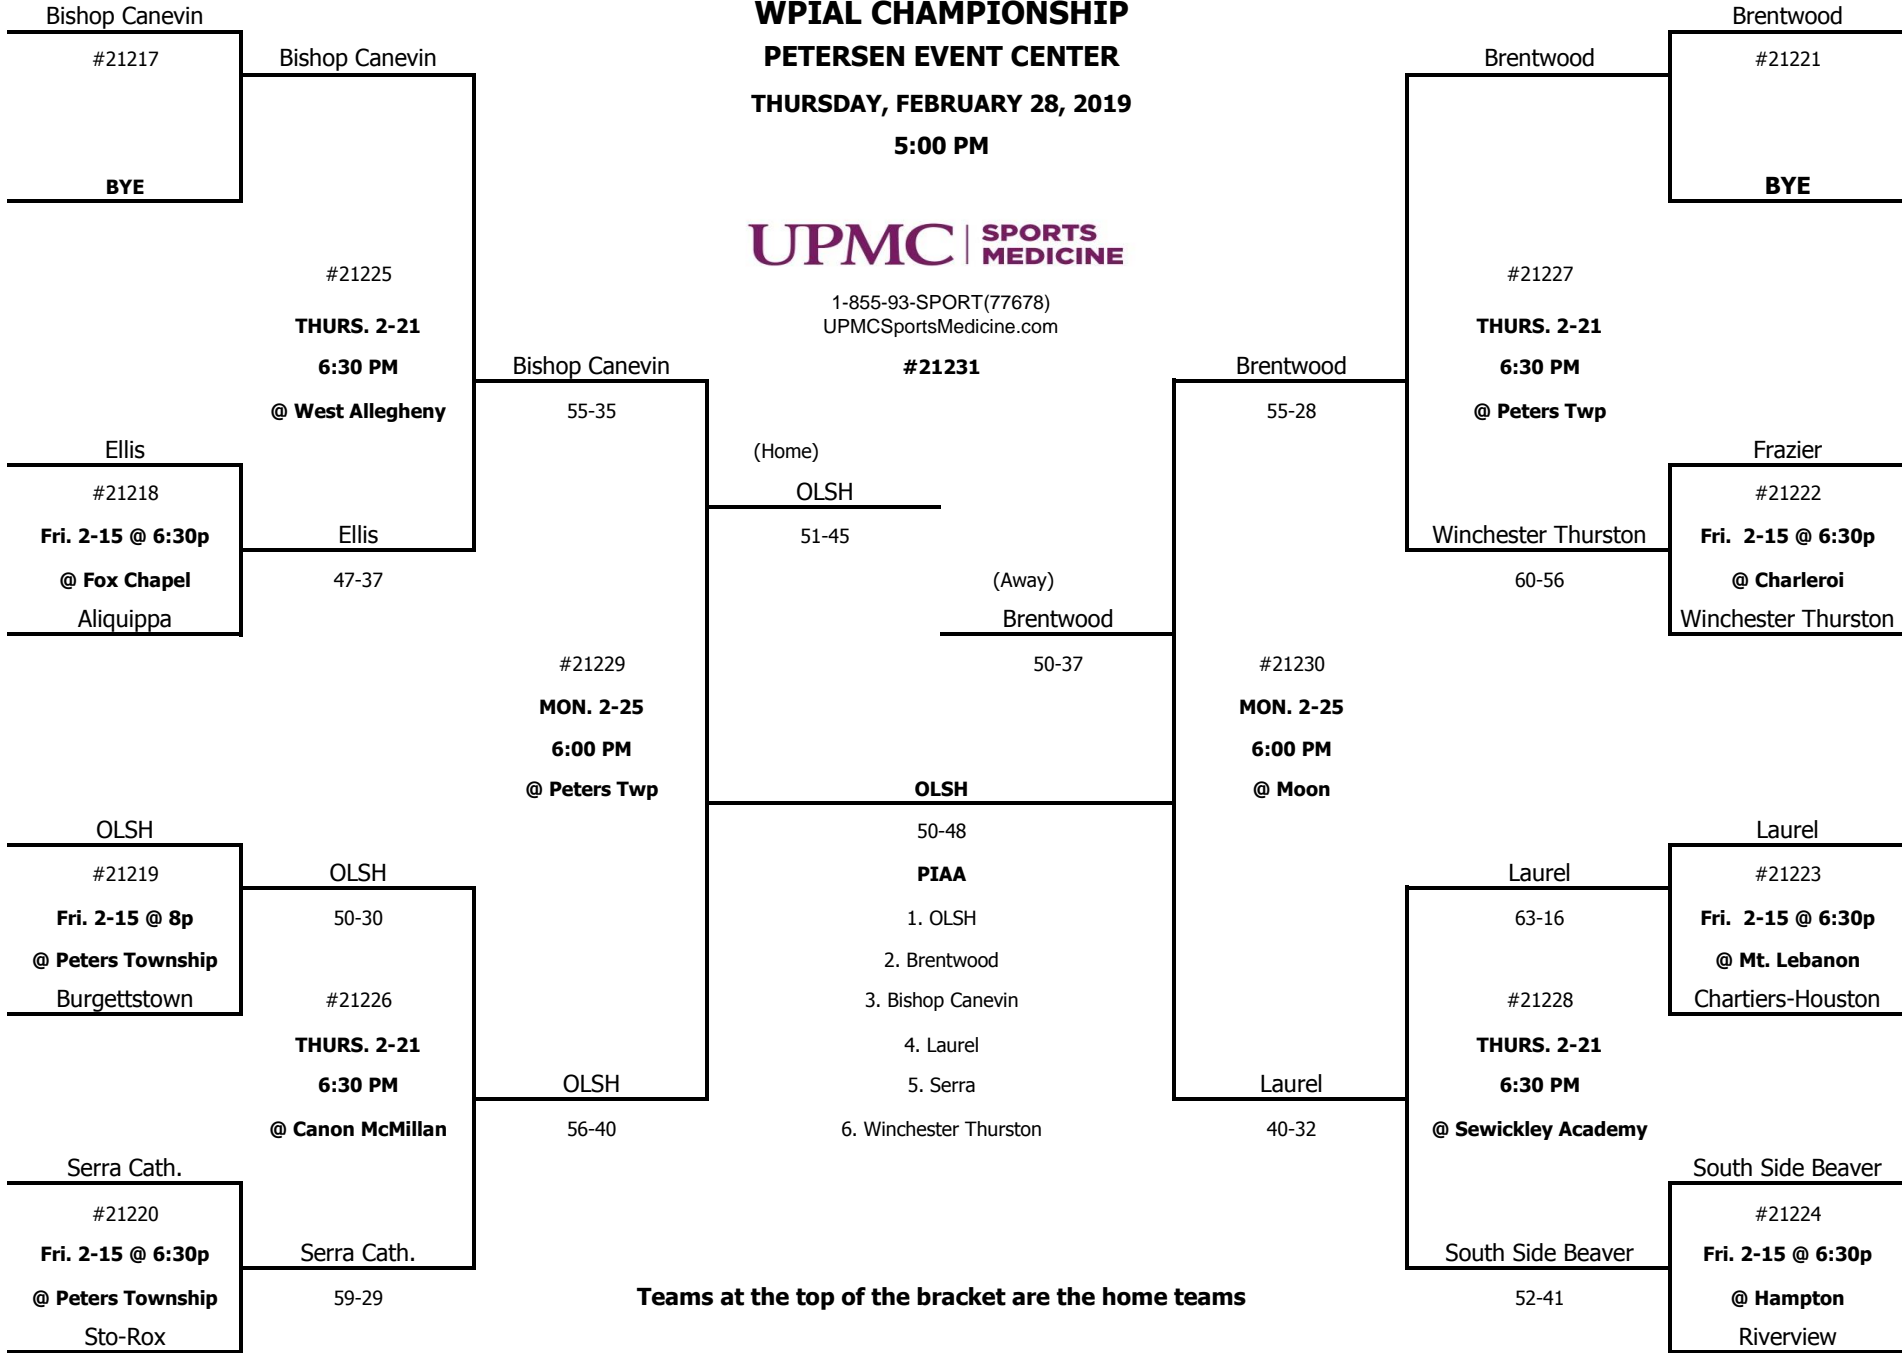 Bishop Canevin
#21217
BYE
Ellis
#21218
Fri. 2-15 @ 6:30p
@ Fox Chapel
Aliquippa
OLSH
#21219
Fri. 2-15 @ 8p
@ Peters Township
Burgettstown
Serra Cath.
#21220
Fri. 2-15 @ 6:30p
@ Peters Township
Sto-Rox
Bishop Canevin
#21225
THURS. 2-21
6:30 PM
@ West Allegheny
Ellis
47-37
OLSH
50-30
#21226
THURS. 2-21
6:30 PM
@ Canon McMillan
Serra Cath.
59-29
Bishop Canevin
55-35
#21229
MON. 2-25
6:00 PM
@ Peters Twp
OLSH
56-40
WPIAL CHAMPIONSHIP
PETERSEN EVENT CENTER
THURSDAY, FEBRUARY 28, 2019
5:00 PM
UPMC | SPORTS
MEDICINE
1-855-93-SPORT(77678)
UPMCSportsMedicine.com
#21231
(Home)
OLSH
51-45
(Away)
Brentwood
50-37
OLSH
50-48
PIAA
1. OLSH
2. Brentwood
3. Bishop Canevin
4. Laurel
5. Serra
6. Winchester Thurston
Teams at the top of the bracket are the home teams
Brentwood
55-28
#21230
MON. 2-25
6:00 PM
@ Moon
Laurel
40-32
Brentwood
#21227
THURS. 2-21
6:30 PM
@ Peters Twp
Winchester Thurston
60-56
Laurel
63-16
#21228
THURS. 2-21
6:30 PM
@ Sewickley Academy
South Side Beaver
52-41
Brentwood
#21221
BYE
Frazier
#21222
Fri. 2-15 @ 6:30p
@ Charleroi
Winchester Thurston
Laurel
#21223
Fri. 2-15 @ 6:30p
@ Mt. Lebanon
Chartiers-Houston
South Side Beaver
#21224
Fri. 2-15 @ 6:30p
@ Hampton
Riverview